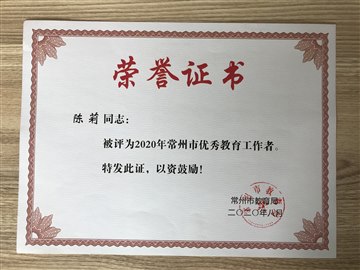 荣誉证书
陈莉同志：
被评为2020年常州市优秀教育工作者。
特发此证，以资鼓励！
常州市教育局
二〇二〇年八月